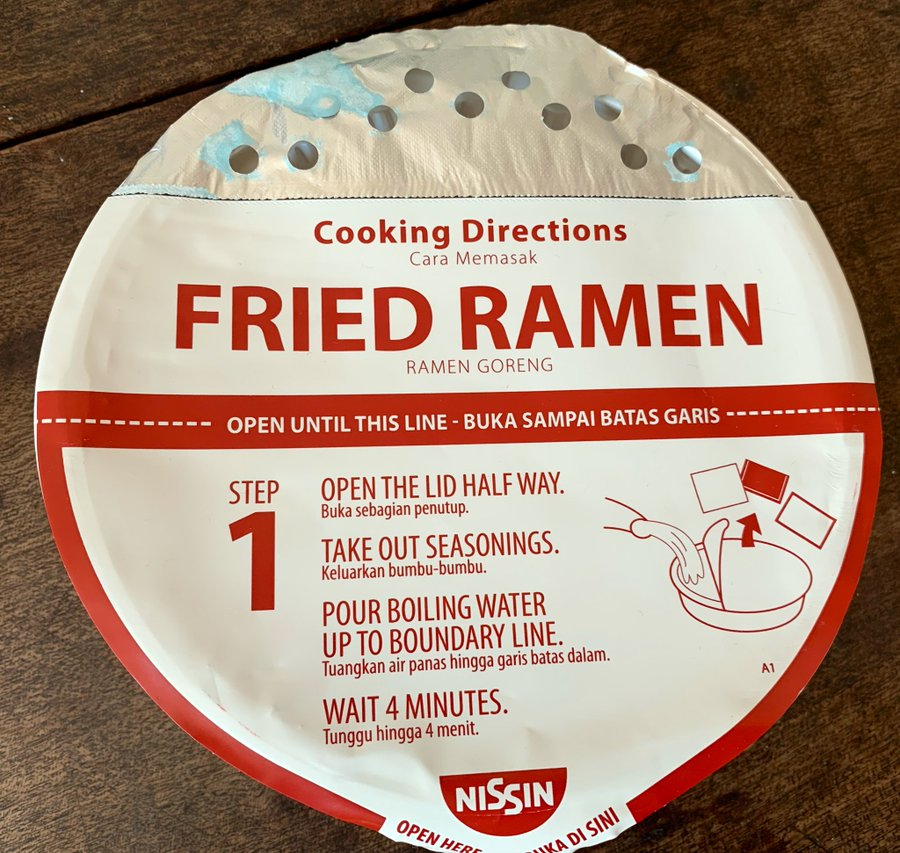 Cooking Directions
Cara Memasak
FRIED RAMEN
RAMEN GORENG
OPEN UNTIL THIS LINE - BUKA SAMPAI BATAS GARIS
STEP
1
OPEN THE LID HALF WAY.
Buka sebagian penutup.
TAKE OUT SEASONINGS.
Keluarkan bumbu-bumbu.
POUR BOILING WATER
UP TO BOUNDARY LINE.
Tuangkan air panas hingga garis batas dalam.
WAIT 4 MINUTES.
Tunggu hingga 4 menit.
A1
NISSIN
OPEN HERE
BUKA DI SINI